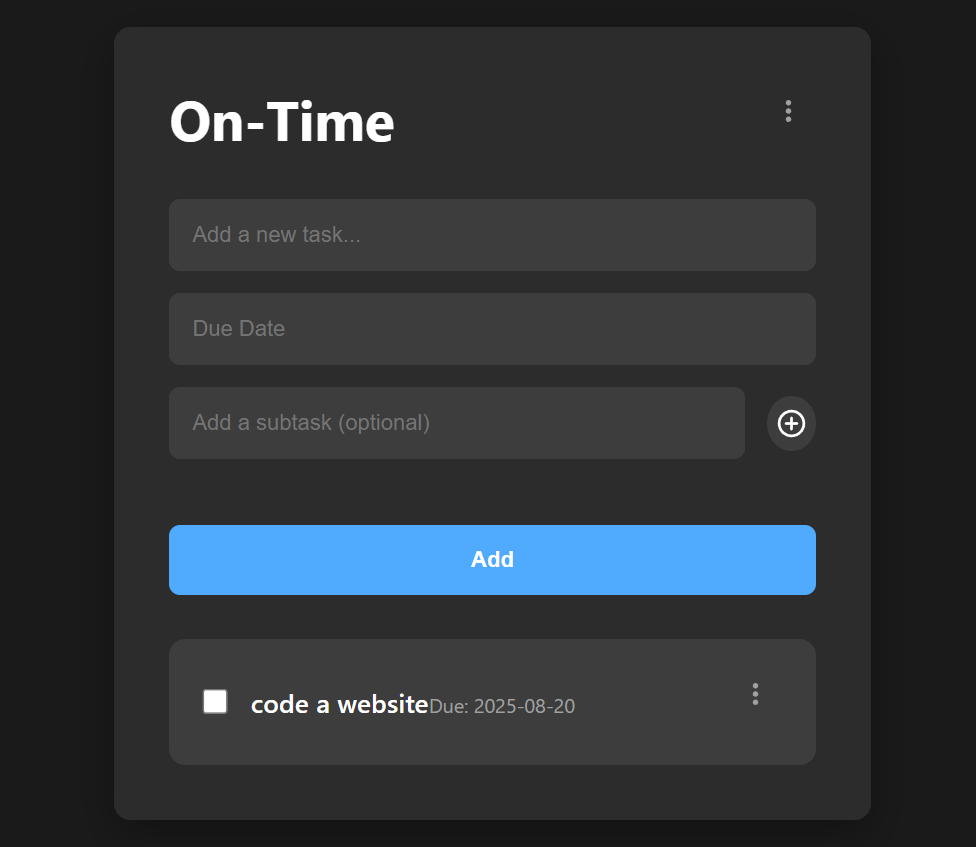 On-Time
Add a new task...
Due Date
Add a subtask (optional)
Add
code a websiteDue: 2025-08-20